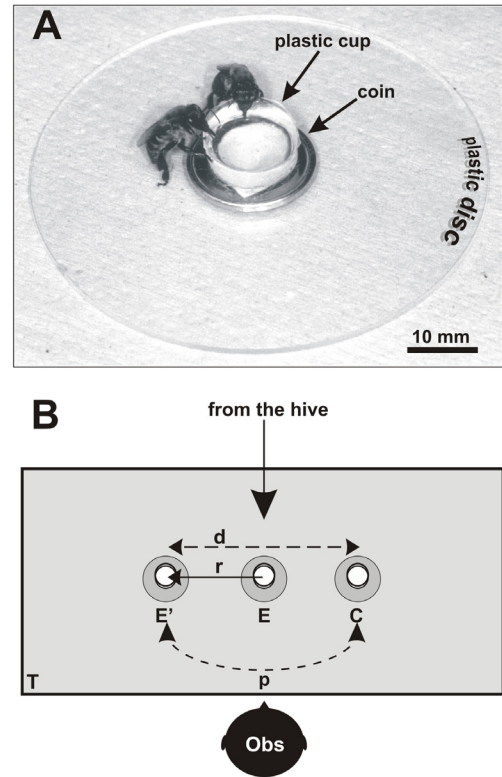 A
plastic cup
coin
plastic disc
10 mm
B
from the hive
d
r
E’
E
C
p
T
Obs